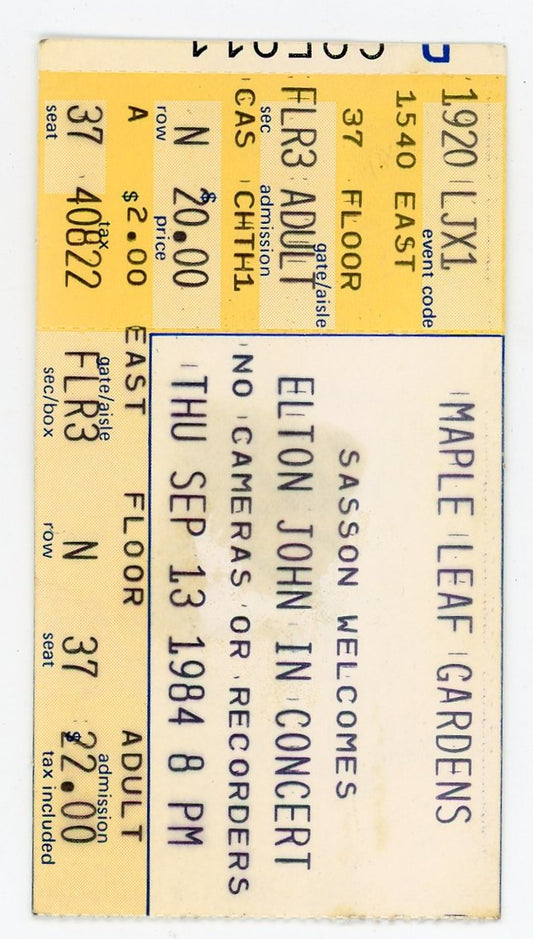 1920 LJX1
event code
1540 EAST
37 FLOOR
gate/aisle
FLR3 ADULT
sec admission
CAS CHTH1
N $20.00
row price
A $2.00
tax
37 40822
seat
MAPLE LEAF GARDENS
SASSON WELCOMES
ELTON JOHN IN CONCERT
NO CAMERAS OR RECORDERS
THU SEP 13 1984 8 PM
EAST FLOOR ADULT
gate/aisle admission
FLR3 N 37 $22.00
sec/box row seat tax included